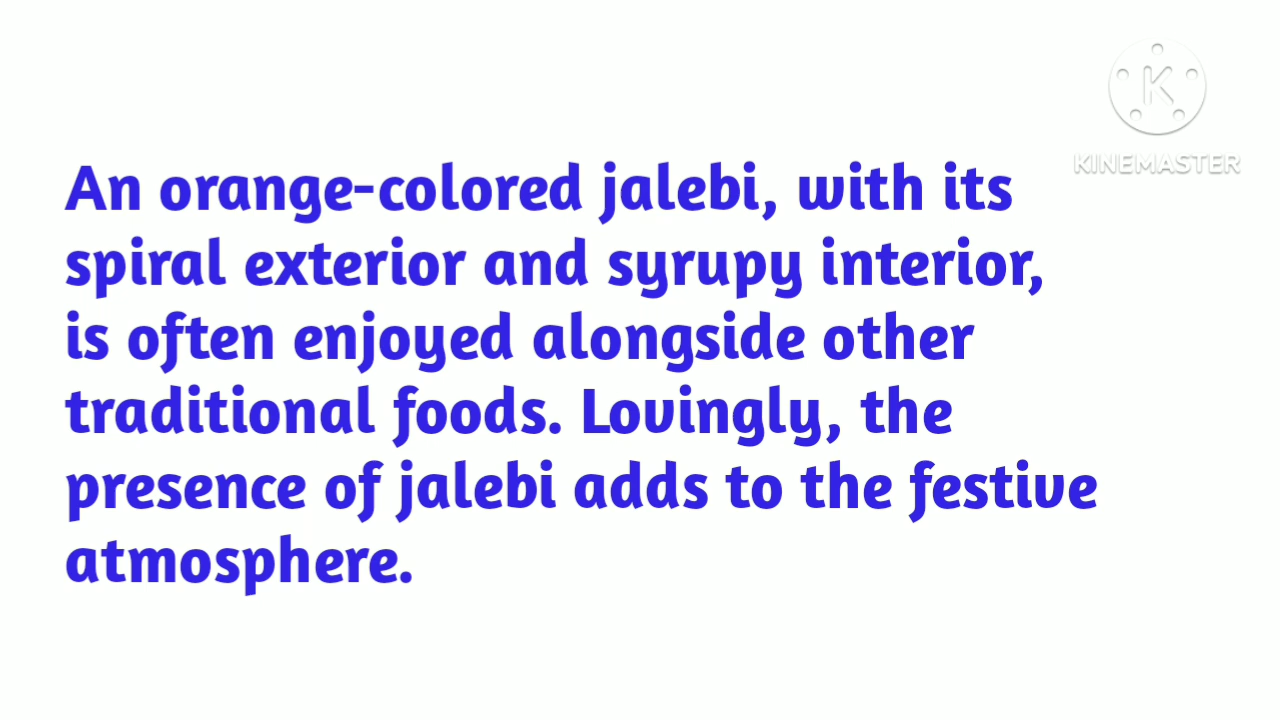 KINEMASTER
An orange-colored jalebi, with its
spiral exterior and syrupy interior,
is often enjoyed alongside other
traditional foods. Lovingly, the
presence of jalebi adds to the festive
atmosphere.